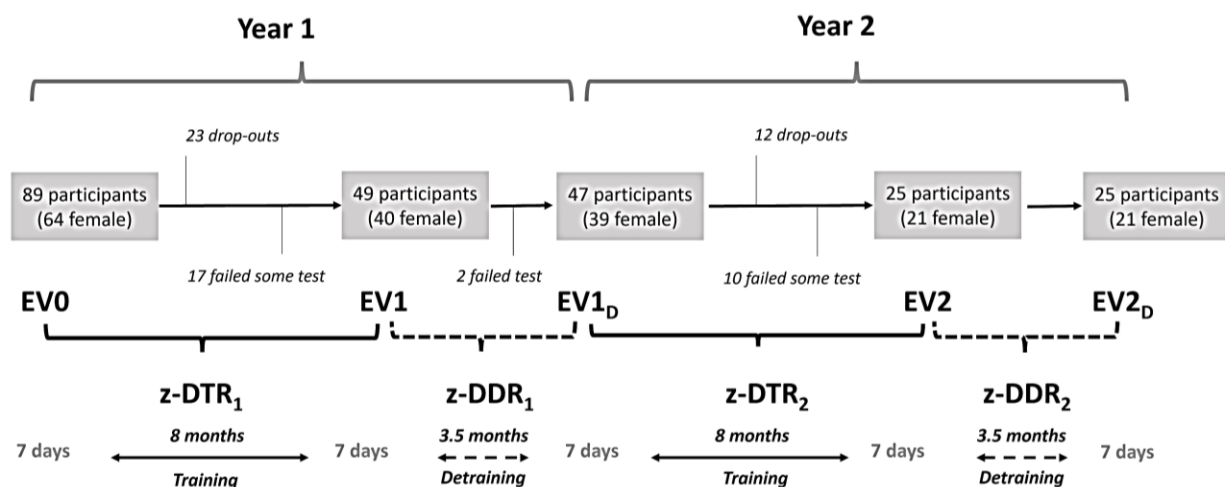 Year 1
Year 2
23 drop-outs
12 drop-outs
89 participants
(64 female)
49 participants
(40 female)
47 participants
(39 female)
25 participants
(21 female)
25 participants
(21 female)
17 failed some test
2 failed test
10 failed some test
EV0
EV1
EV1D
EV2
EV2D
z-DTR1
z-DDR1
z-DTR2
z-DDR2
7 days
8 months
Training
7 days
3.5 months
Detraining
7 days
8 months
Training
7 days
3.5 months
Detraining
7 days